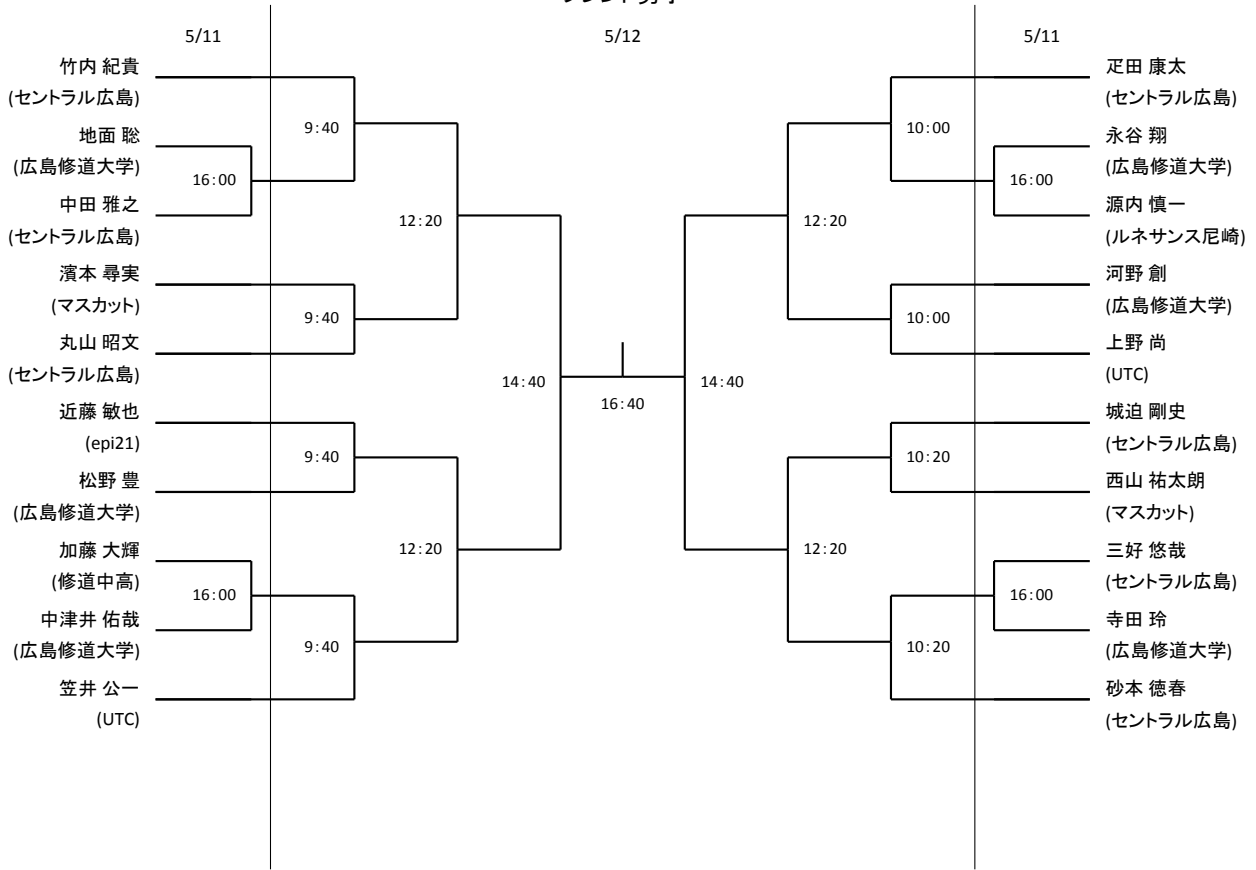 5/11
5/12
5/11
竹内 紀貴
(セントラル広島)
地面 聡
(広島修道大学)
中田 雅之
(セントラル広島)
濱本 尋実
(マスカット)
丸山 昭文
(セントラル広島)
近藤 敏也
(epi21)
松野 豊
(広島修道大学)
加藤 大輝
(修道中高)
中津井 佑哉
(広島修道大学)
笠井 公一
(UTC)
16:00
16:00
9:40
9:40
9:40
9:40
12:20
12:20
14:40
16:40
14:40
12:20
12:20
10:00
10:00
10:20
10:20
16:00
16:00
疋田 康太
(セントラル広島)
永谷 翔
(広島修道大学)
源内 慎一
(ルネサンス尼崎)
河野 創
(広島修道大学)
上野 尚
(UTC)
城迫 剛史
(セントラル広島)
西山 祐太朗
(マスカット)
三好 悠哉
(セントラル広島)
寺田 玲
(広島修道大学)
砂本 徳春
(セントラル広島)